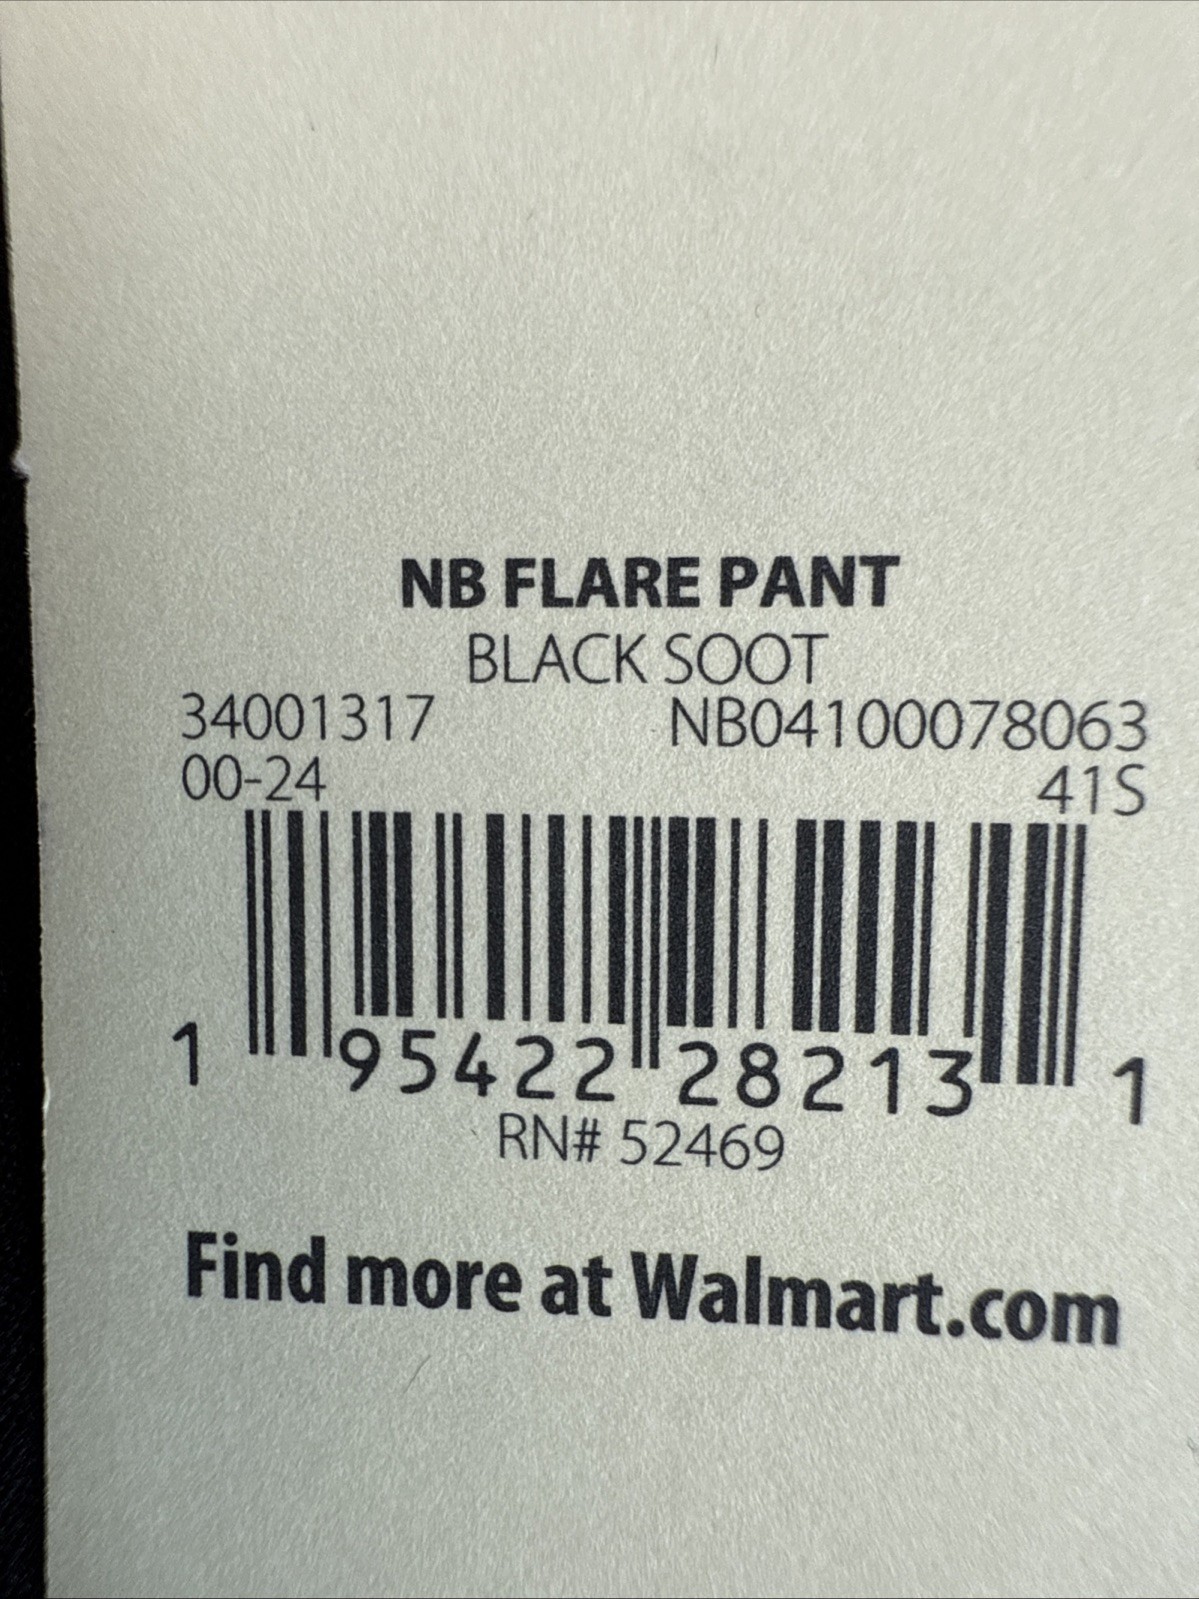 NB FLARE PANT
BLACK SOOT
34001317 NB04100078063
00-24 41S
1 95422 28213 1
RN# 52469
Find more at Walmart.com